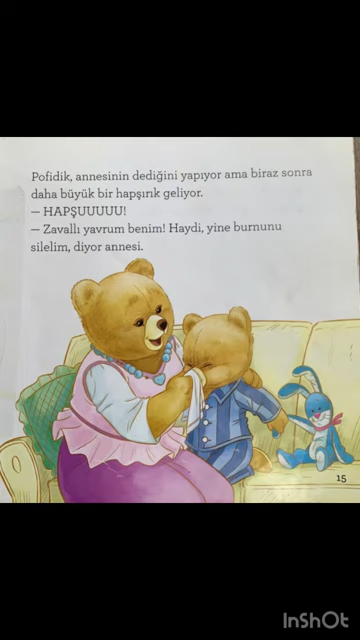 Pofidik, annesinin dediğini yapıyor ama biraz sonra
daha büyük bir hapşırık geliyor.
— HAPŞUUUUU!
— Zavallı yavrum benim! Haydi, yine burnunu
silelim, diyor annesi.
15
InShOt